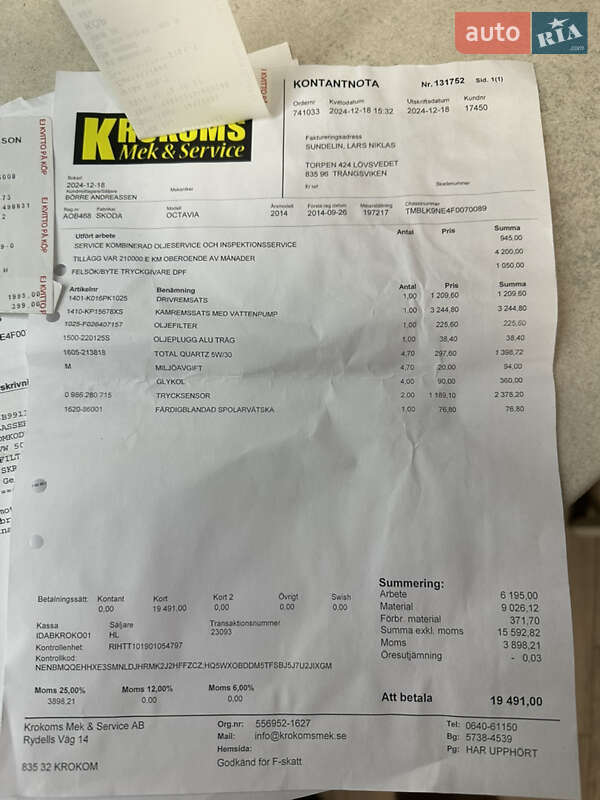 auto RIA .com
KONTANTNOTA Nr. 131752 Sid. 1(1)
Ordernr Kvittodatum Utskriftsdatum Kundnr
741033 2024-12-18 15:32 2024-12-18 17450
KROKOMS
Mek & Service
Faktureringsadress
SUNDELIN, LARS NIKLAS
TORPEN 424 LÖVSVEDET
835 96 TRÅNGSVIKEN
2024-12-18
Kundmottagare/Säljare Mekaniker Er ref Skadenummer
BÖRRE ANDREASSEN
Reg.nr Fabrikat Modell Årsmodell Första reg datum Mätarställning Chassinummer
AOB468 SKODA OCTAVIA 2014 2014-09-26 197217 TMBLK9NE4F0070089
Utfört arbete Antal Pris Summa
SERVICE KOMBINERAD OLJESERVICE OCH INSPEKTIONSSERVICE 945,00
TILLÄGG VAR 210000:E KM OBEROENDE AV MÅNADER 4 200,00
FELSÖK/BYTE TRYCKGIVARE DPF 1 050,00
Artikelnr Benämning Antal Pris Summa
1401-K016PK1025 DRIVREMSATS 1,00 1 209,60 1 209,60
1410-KP15678XS KAMREMSSATS MED VATTENPUMP 1,00 3 244,80 3 244,80
1025-F026407157 OLJEFILTER 1,00 225,60 225,60
1500-220125S OLJEPLUGG ALU TRÅG 1,00 38,40 38,40
1605-213818 TOTAL QUARTZ 5W/30 4,70 297,60 1 398,72
M MILJÖAVGIFT 4,70 20,00 94,00
GLYKOL 4,00 90,00 360,00
0 986 280 715 TRYCKSENSOR 2,00 1 189,10 2 378,20
1620-86001 FÄRDIGBLANDAD SPOLARVÄTSKA 1,00 76,80 76,80
Summering:
Arbete 6 195,00
Material 9 026,12
Förbr. material 371,70
Summa exkl. moms 15 592,82
Moms 3 898,21
Öresutjämning - 0,03
Betalningssätt: Kontant Kort Kort 2 Övrigt Swish
0,00 19 491,00 0,00 0,00 0,00
Kassa Säljare Transaktionsnummer
IDABKROKO01 HL 23093
Kontrollenhet: RIHTT101901054797
Kontrollkod:
NENBMQQEHHXE3SMNLDJHRMK2J2HFFZCZ;HQ5WXOBDDM5TFSBJ5J7U2JIXGM
Moms 25,00% Moms 12,00% Moms 6,00%
3898,21 0,00 0,00
Att betala 19 491,00
Krokoms Mek & Service AB
Rydells Väg 14
835 32 KROKOM
Org.nr: 556952-1627
Mail: info@krokomsmek.se
Hemsida:
Godkänd för F-skatt
Tel: 0640-61150
Bg: 5738-4539
Pg: HAR UPPHÖRT
EJ KVITTO PÅ KÖP